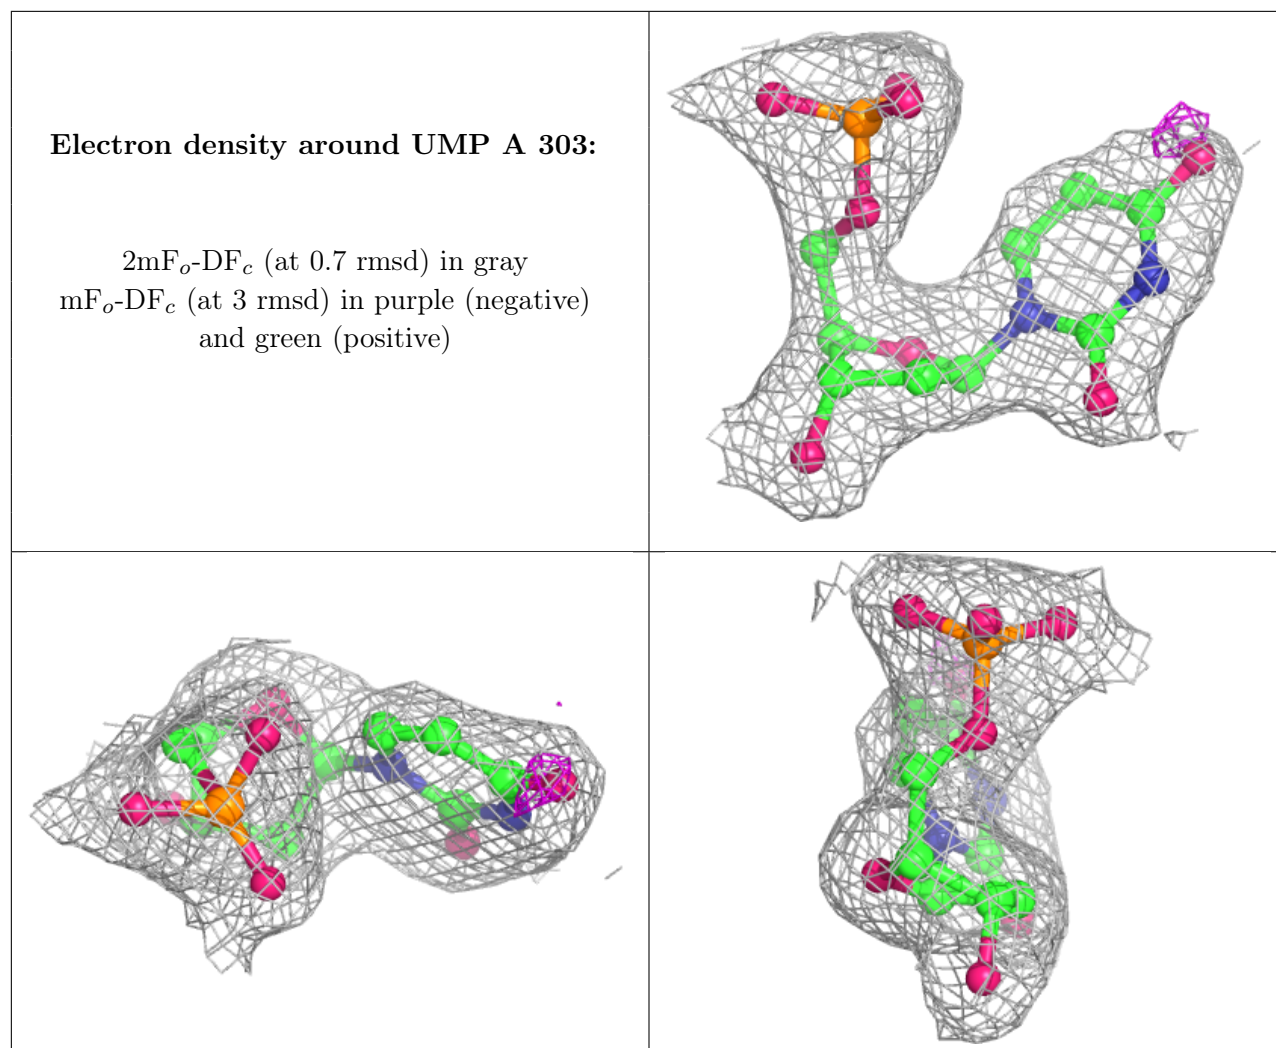 Electron density around UMP A 303:
2mFo-DFc (at 0.7 rmsd) in gray
mFo-DFc (at 3 rmsd) in purple (negative)
and green (positive)